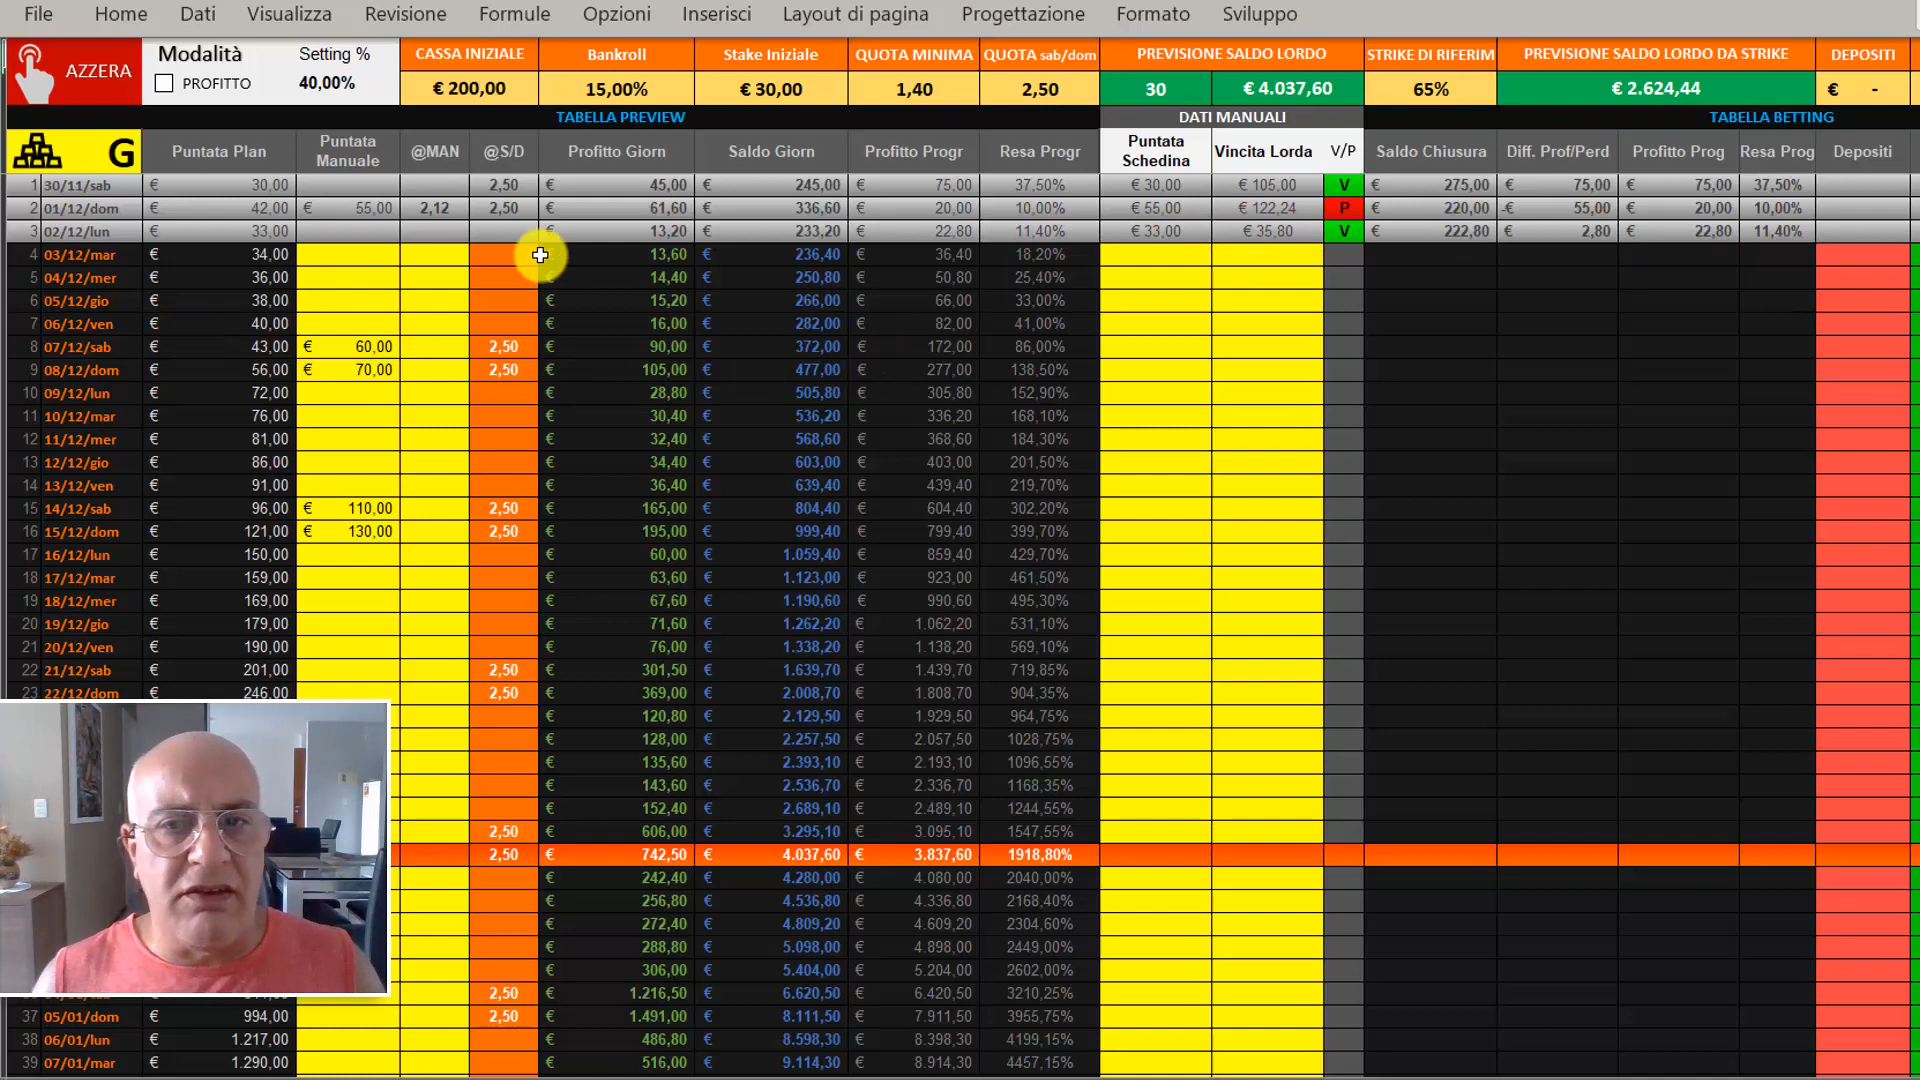 File Home Dati Visualizza Revisione Formule Opzioni Inserisci Layout di pagina Progettazione Formato Sviluppo
AZZERA Modalità Setting % CASSA INIZIALE Bankroll Stake Iniziale QUOTA MINIMA QUOTA sab/dom PREVISIONE SALDO LORDO STRIKE DI RIFERIM PREVISIONE SALDO LORDO DA STRIKE DEPOSITI
PROFITTO 40,00% € 200,00 15,00% € 30,00 1,40 2,50 30 € 4.037,60 65% € 2.624,44 € -
TABELLA PREVIEW DATI MANUALI TABELLA BETTING
G Puntata Plan Puntata Manuale @MAN @S/D Profitto Giorn Saldo Giorn Profitto Progr Resa Progr Puntata Schedina Vincita Lorda V/P Saldo Chiusura Diff. Prof/Perd Profitto Prog Resa Prog Depositi
1 30/11/sab € 30,00 2,50 € 45,00 € 245,00 € 75,00 37,50% € 30,00 € 105,00 V € 275,00 € 75,00 € 75,00 37,50%
2 01/12/dom € 42,00 € 55,00 2,12 2,50 € 61,60 € 336,60 € 20,00 10,00% € 55,00 € 122,24 P € 220,00 -€ 55,00 € 20,00 10,00%
3 02/12/lun € 33,00 € 13,20 € 233,20 € 22,80 11,40% € 33,00 € 35,80 V € 222,80 € 2,80 € 22,80 11,40%
4 03/12/mar € 34,00 13,60 € 236,40 € 36,40 18,20%
5 04/12/mer € 36,00 € 14,40 € 250,80 € 50,80 25,40%
6 05/12/gio € 38,00 € 15,20 € 266,00 € 66,00 33,00%
7 06/12/ven € 40,00 € 16,00 € 282,00 € 82,00 41,00%
8 07/12/sab € 43,00 € 60,00 2,50 € 90,00 € 372,00 € 172,00 86,00%
9 08/12/dom € 56,00 € 70,00 2,50 € 105,00 € 477,00 € 277,00 138,50%
10 09/12/lun € 72,00 € 28,80 € 505,80 € 305,80 152,90%
11 10/12/mar € 76,00 € 30,40 € 536,20 € 336,20 168,10%
12 11/12/mer € 81,00 € 32,40 € 568,60 € 368,60 184,30%
13 12/12/gio € 86,00 € 34,40 € 603,00 € 403,00 201,50%
14 13/12/ven € 91,00 € 36,40 € 639,40 € 439,40 219,70%
15 14/12/sab € 96,00 € 110,00 2,50 € 165,00 € 804,40 € 604,40 302,20%
16 15/12/dom € 121,00 € 130,00 2,50 € 195,00 € 999,40 € 799,40 399,70%
17 16/12/lun € 150,00 € 60,00 € 1.059,40 € 859,40 429,70%
18 17/12/mar € 159,00 € 63,60 € 1.123,00 € 923,00 461,50%
19 18/12/mer € 169,00 € 67,60 € 1.190,60 € 990,60 495,30%
20 19/12/gio € 179,00 € 71,60 € 1.262,20 € 1.062,20 531,10%
21 20/12/ven € 190,00 € 76,00 € 1.338,20 € 1.138,20 569,10%
22 21/12/sab € 201,00 2,50 € 301,50 € 1.639,70 € 1.439,70 719,85%
23 22/12/dom € 246,00 2,50 € 369,00 € 2.008,70 € 1.808,70 904,35%
€ 120,80 € 2.129,50 € 1.929,50 964,75%
€ 128,00 € 2.257,50 € 2.057,50 1028,75%
€ 135,60 € 2.393,10 € 2.193,10 1096,55%
€ 143,60 € 2.536,70 € 2.336,70 1168,35%
€ 152,40 € 2.689,10 € 2.489,10 1244,55%
2,50 € 606,00 € 3.295,10 € 3.095,10 1547,55%
2,50 € 742,50 € 4.037,60 € 3.837,60 1918,80%
€ 242,40 € 4.280,00 € 4.080,00 2040,00%
€ 256,80 € 4.536,80 € 4.336,80 2168,40%
€ 272,40 € 4.809,20 € 4.609,20 2304,60%
€ 288,80 € 5.098,00 € 4.898,00 2449,00%
€ 306,00 € 5.404,00 € 5.204,00 2602,00%
2,50 € 1.216,50 € 6.620,50 € 6.420,50 3210,25%
37 05/01/dom € 994,00 2,50 € 1.491,00 € 8.111,50 € 7.911,50 3955,75%
38 06/01/lun € 1.217,00 € 486,80 € 8.598,30 € 8.398,30 4199,15%
39 07/01/mar € 1.290,00 € 516,00 € 9.114,30 € 8.914,30 4457,15%